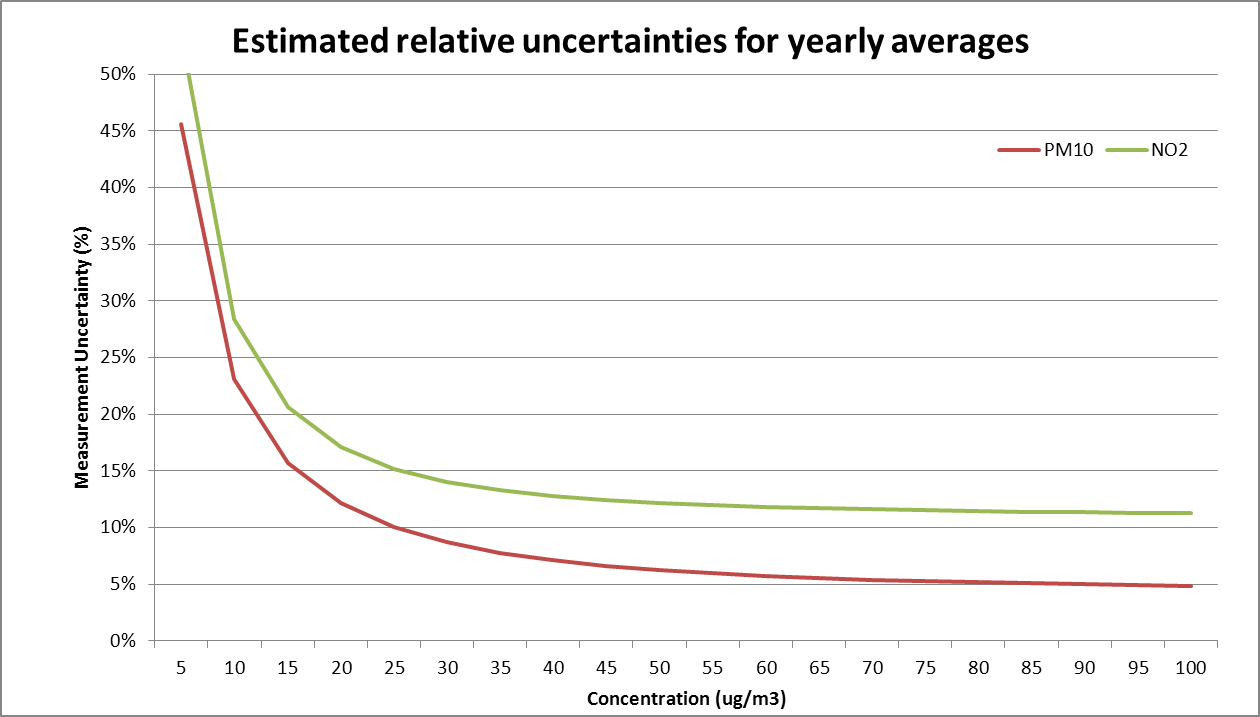 Estimated relative uncertainties for yearly averages
50%
45%
40%
35%
30%
25%
20%
15%
10%
5%
0%
Measurement Uncertainty (%)
PM10 NO2
5 10 15 20 25 30 35 40 45 50 55 60 65 70 75 80 85 90 95 100
Concentration (ug/m3)